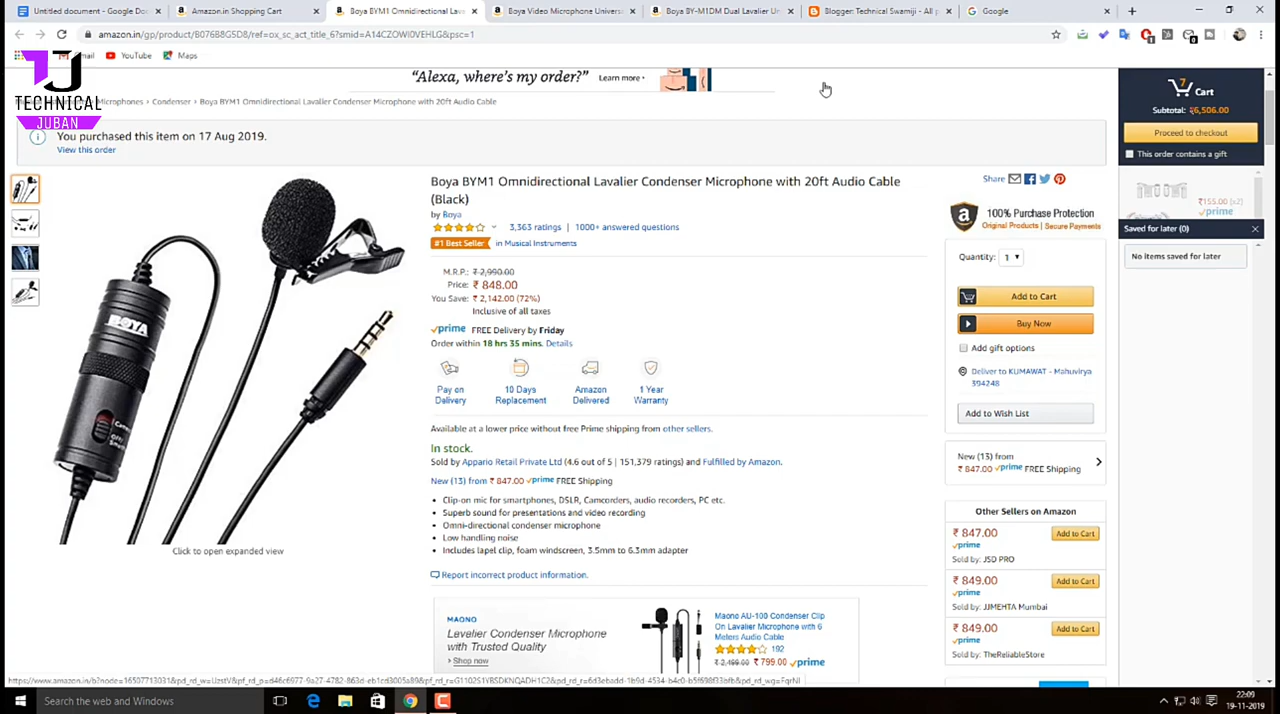 Untitled document - Google Do
Amazon.in Shopping Cart
Boya BYM1 Omnidirectional Lava
Boya Video Microphone Univers
Boya BY-M1DM Dual Lavalier Un
Blogger: Technical Swamiji - All p
Google
amazon.in/gp/product/B076B8G5D8/ref=ox_sc_act_title_6?smid=A14CZOWI0VEHLG&psc=1
YouTube
Maps
TECHNICAL
JUBAN
"Alexa, where's my order?" Learn more ›
Microphones › Condenser › Boya BYM1 Omnidirectional Lavalier Condenser Microphone with 20ft Audio Cable
You purchased this item on 17 Aug 2019.
View this order
BOYA
Click to open expanded view
Boya BYM1 Omnidirectional Lavalier Condenser Microphone with 20ft Audio Cable
(Black)
by Boya
3,363 ratings | 1000+ answered questions
#1 Best Seller in Musical Instruments
M.R.P.: ₹ 2,990.00
Price: ₹ 848.00
You Save: ₹ 2,142.00 (72%)
Inclusive of all taxes
prime FREE Delivery by Friday
Order within 18 hrs 35 mins. Details
Pay on
Delivery
10 Days
Replacement
Amazon
Delivered
1 Year
Warranty
Available at a lower price without free Prime shipping from other sellers.
In stock.
Sold by Appario Retail Private Ltd (4.6 out of 5 | 151,379 ratings) and Fulfilled by Amazon.
New (13) from ₹ 847.00 prime FREE Shipping
• Clip-on mic for smartphones, DSLR, Camcorders, audio recorders, PC etc.
• Superb sound for presentations and video recording
• Omni-directional condenser microphone
• Low handling noise
• Includes lapel clip, foam windscreen, 3.5mm to 6.3mm adapter
Report incorrect product information.
MAONO
Lavelier Condenser Microphone
with Trusted Quality
› Shop now
Maono AU-100 Condenser Clip
On Lavalier Microphone with 6
Meters Audio Cable
192
₹ 2,499.00 ₹ 799.00 prime
Share
100% Purchase Protection
Original Products | Secure Payments
Quantity: 1
Add to Cart
Buy Now
Add gift options
Deliver to KUMAWAT - Mahuvirya
394248
Add to Wish List
New (13) from
₹ 847.00 prime FREE Shipping
Other Sellers on Amazon
₹ 847.00
Add to Cart
prime
Sold by: JSD PRO
₹ 849.00
Add to Cart
prime
Sold by: JJMEHTA Mumbai
₹ 849.00
Add to Cart
prime
Sold by: TheReliableStore
7
Cart
Subtotal: ₹6,506.00
Proceed to checkout
This order contains a gift
₹155.00 (x2)
prime
Saved for later (0)
No items saved for later
Search the web and Windows
22:09
19-11-2019